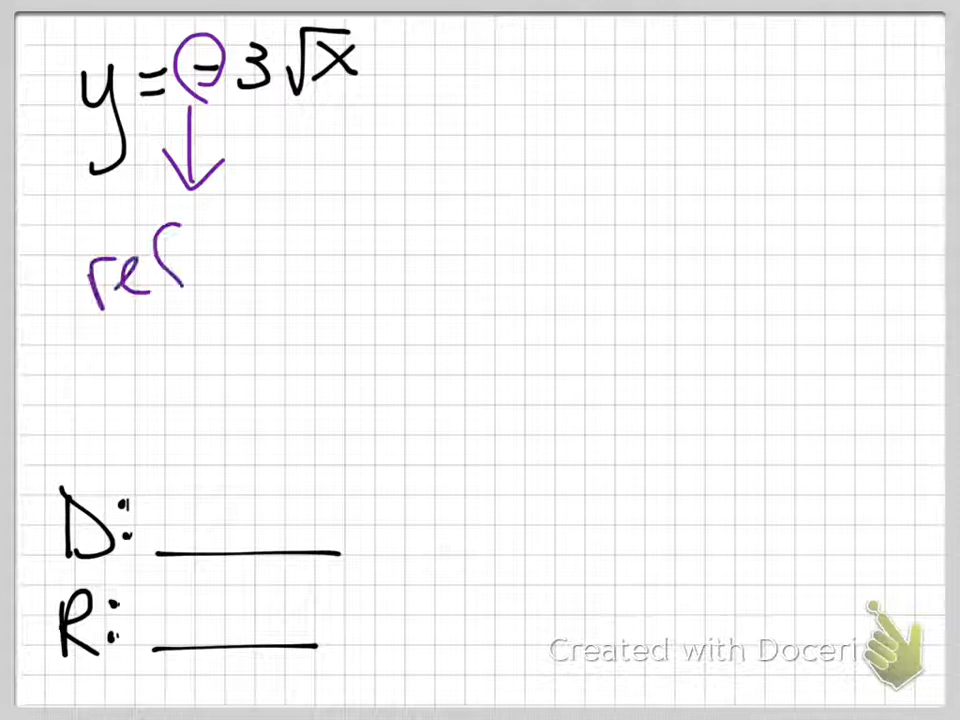 y = -3√x
ref
D: ______
R: ______
Created with Doceri